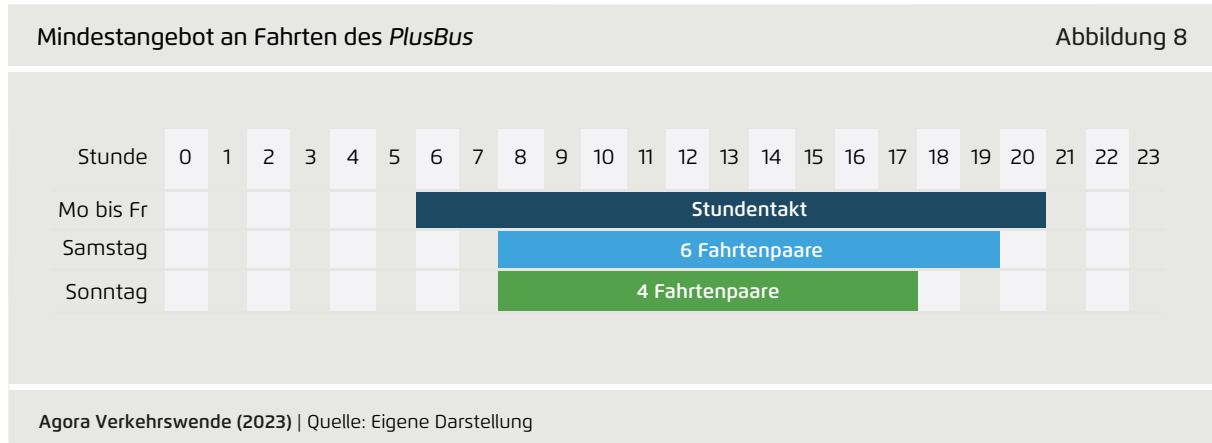 Mindestangebot an Fahrten des PlusBus Abbildung 8
Stunde 0 1 2 3 4 5 6 7 8 9 10 11 12 13 14 15 16 17 18 19 20 21 22 23
Mo bis Fr Stundentakt
Samstag 6 Fahrtenpaare
Sonntag 4 Fahrtenpaare
Agora Verkehrswende (2023) | Quelle: Eigene Darstellung